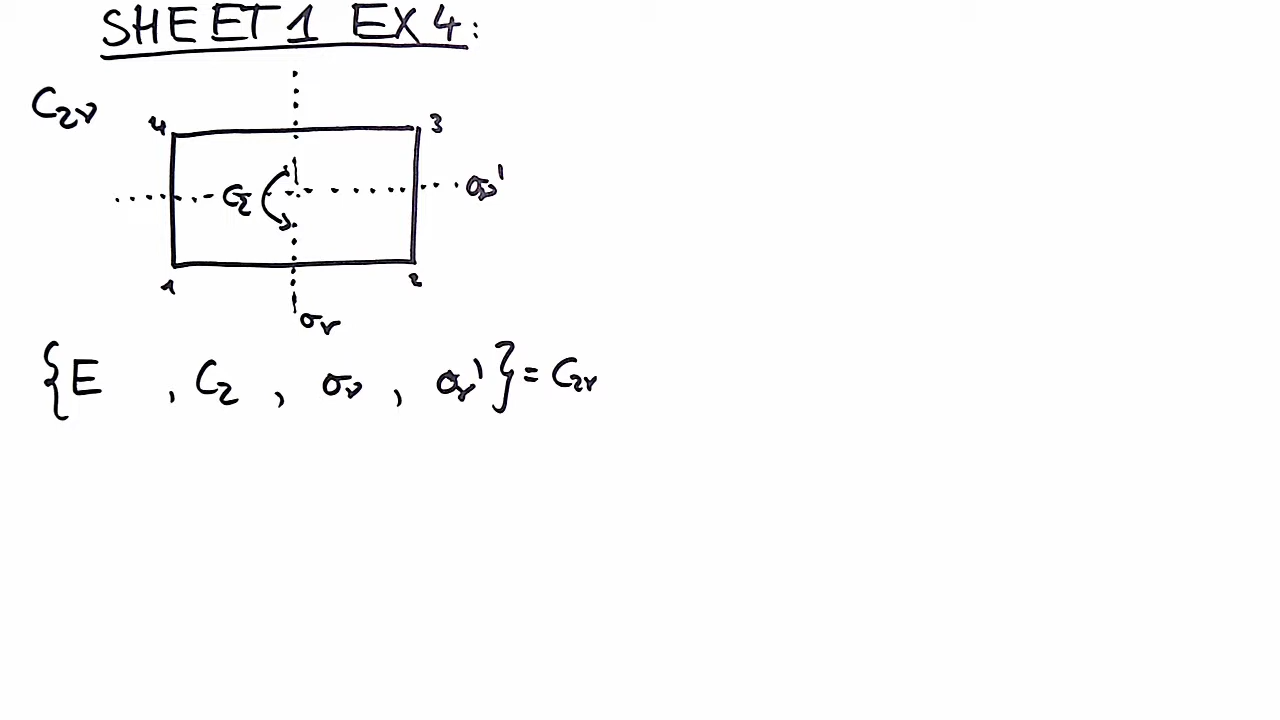 SHEET 1 EX 4:
C₂ᵥ
4 3
C₂ σᵥ'
1 2
σᵥ
{E , C₂ , σᵥ , σᵥ'} = C₂ᵥ